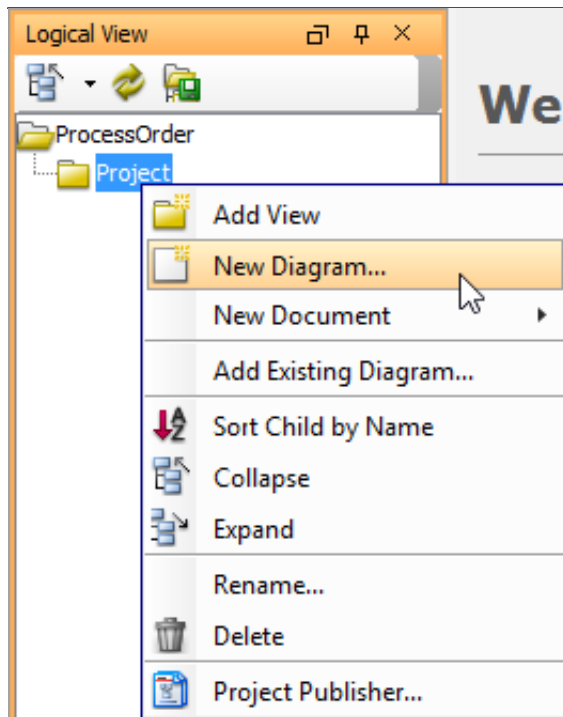 Logical View
We
ProcessOrder
Project
Add View
New Diagram...
New Document
Add Existing Diagram...
Sort Child by Name
Collapse
Expand
Rename...
Delete
Project Publisher...